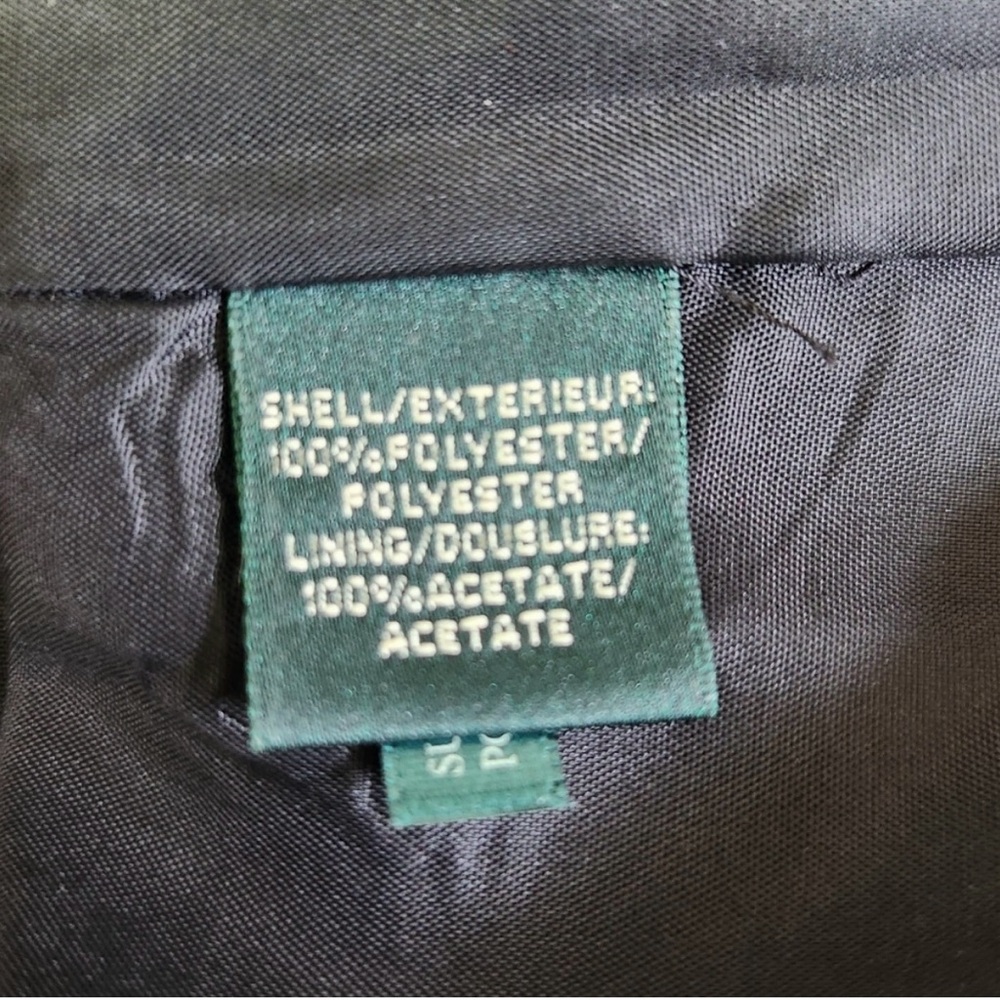 SHELL/EXTERIEUR:
100%POLYESTER/
POLYESTER
LINING/DOUBLURE:
100%ACETATE/
ACETATE